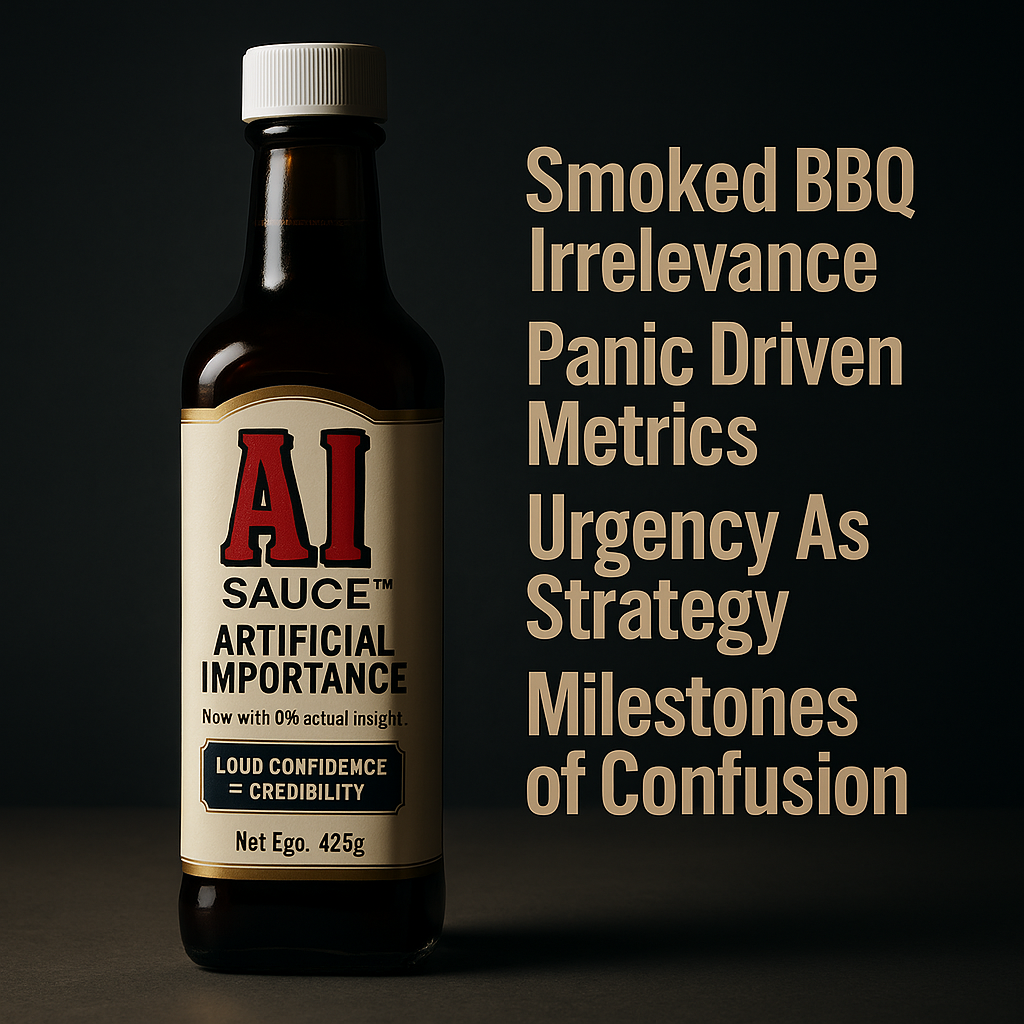 AI
SAUCE™
ARTIFICIAL
IMPORTANCE
Now with 0% actual insight.
LOUD CONFIDEMCE
= CREDIBILITY
Net Ego. 425g
Smoked BBQ
Irrelevance
Panic Driven
Metrics
Urgency As
Strategy
Milestones
of Confusion